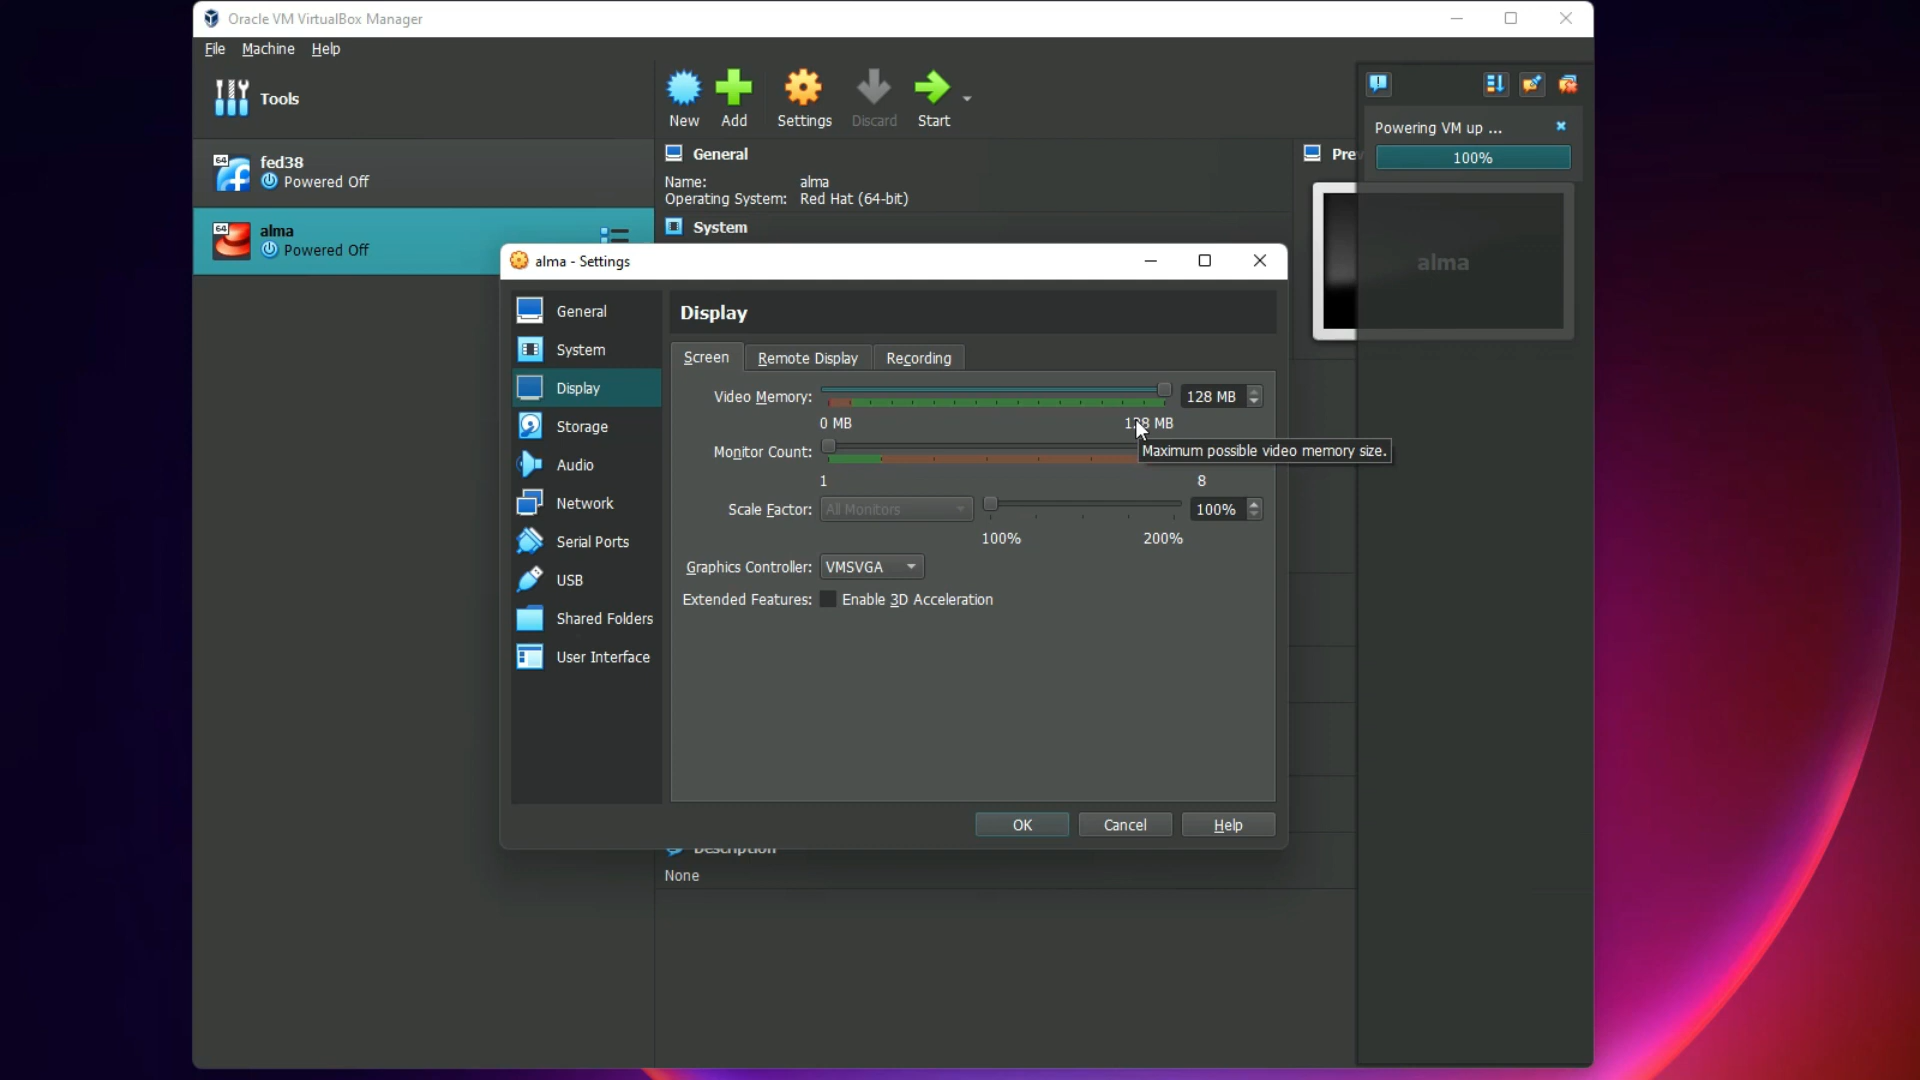 Oracle VM VirtualBox Manager
File Machine Help
Tools
New
Add
Settings
Discard
Start
64
fed38
Powered Off
64
alma
Powered Off
General
Name: alma
Operating System: Red Hat (64-bit)
System
Powering VM up ...
100%
alma
alma - Settings
General
System
Display
Storage
Audio
Network
Serial Ports
USB
Shared Folders
User Interface
Display
Screen
Remote Display
Recording
Video Memory: 128 MB
0 MB 128 MB
Monitor Count:
Maximum possible video memory size.
1 8
Scale Factor: All Monitors 100%
100% 200%
Graphics Controller: VMSVGA
Extended Features: Enable 3D Acceleration
OK
Cancel
Help
Description
None